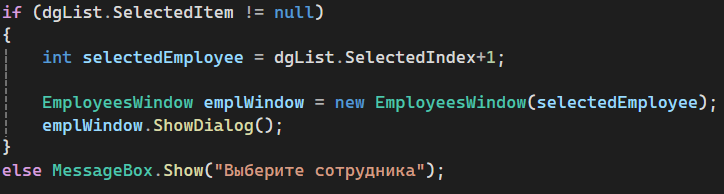 if (dgList.SelectedItem != null)
{
int selectedEmployee = dgList.SelectedIndex+1;
EmployeesWindow emplWindow = new EmployeesWindow(selectedEmployee);
emplWindow.ShowDialog();
}
else MessageBox.Show("Выберите сотрудника");